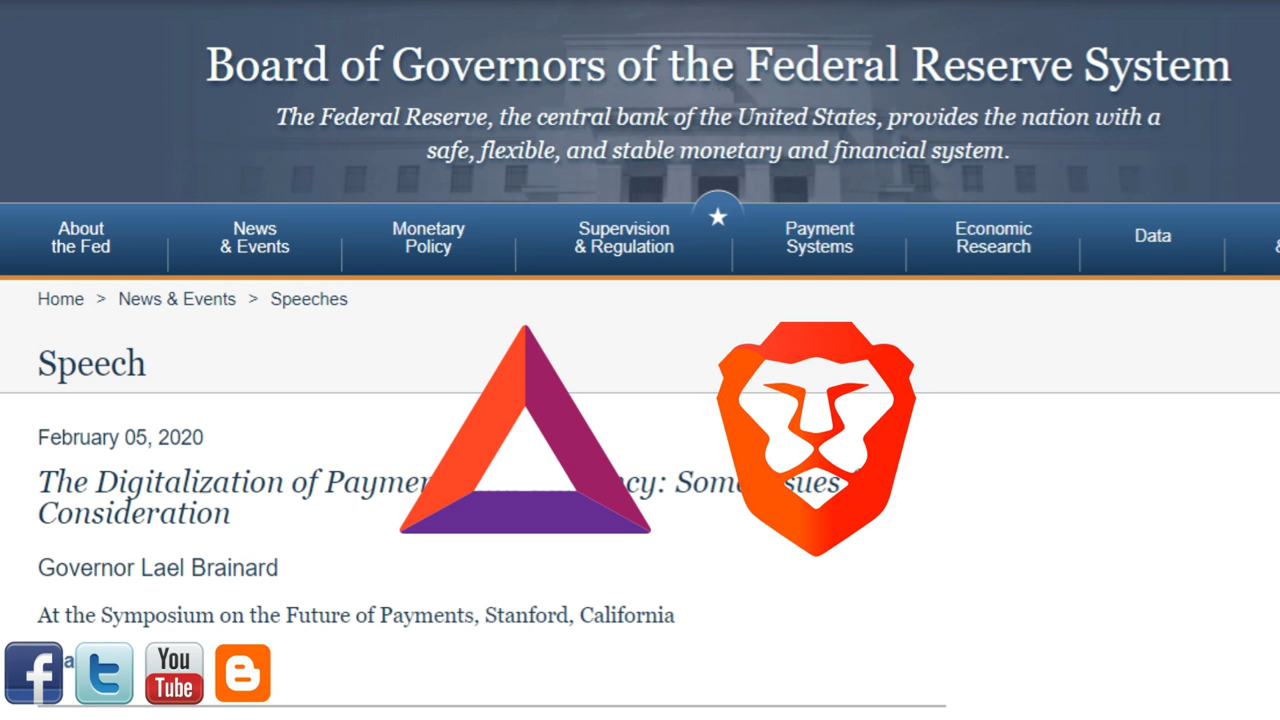 Board of Governors of the Federal Reserve System
The Federal Reserve, the central bank of the United States, provides the nation with a
safe, flexible, and stable monetary and financial system.
About
the Fed
News
& Events
Monetary
Policy
Supervision
& Regulation
Payment
Systems
Economic
Research
Data
&
Home > News & Events > Speeches
Speech
February 05, 2020
The Digitalization of
Consideration
Governor Lael Brainard
At the Symposium on the Future of Payments, Stanford, California
You
Tube